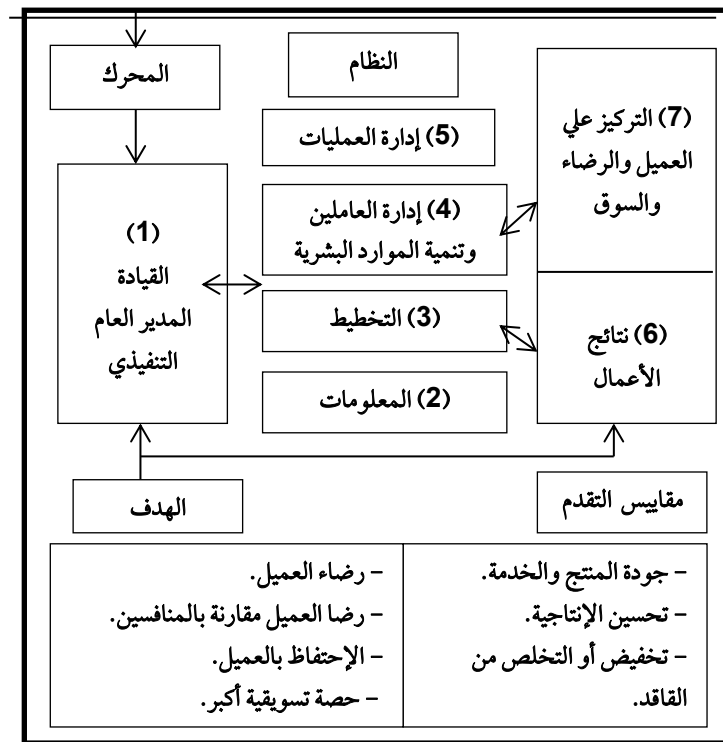 المحرك
النظام
(1)
القيادة
المدير العام
التنفيذي
(5) إدارة العمليات
(4) إدارة العاملين
وتنمية الموارد البشرية
(3) التخطيط
(2) المعلومات
(7) التركيز علي
العميل والرضاء
والسوق
(6) نتائج
الأعمال
الهدف
مقاييس التقدم
– رضاء العميل.
– رضا العميل مقارنة بالمنافسين.
– الإحتفاظ بالعميل.
– حصة تسويقية أكبر.
– جودة المنتج والخدمة.
– تحسين الإنتاجية.
– تخفيض أو التخلص من
القاقد.